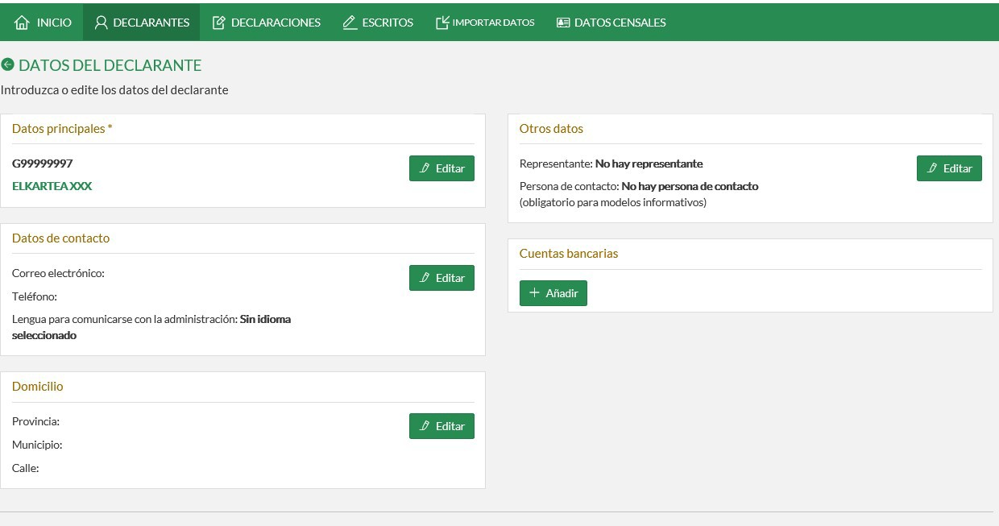 INICIO DECLARANTES DECLARACIONES ESCRITOS IMPORTAR DATOS DATOS CENSALES
DATOS DEL DECLARANTE
Introduzca o edite los datos del declarante
Datos principales *
G99999997
Editar
ELKARTEA XXX
Datos de contacto
Correo electrónico:
Editar
Teléfono:
Lengua para comunicarse con la administración: Sin idioma
seleccionado
Domicilio
Provincia:
Editar
Municipio:
Calle:
Otros datos
Representante: No hay representante
Editar
Persona de contacto: No hay persona de contacto
(obligatorio para modelos informativos)
Cuentas bancarias
Añadir